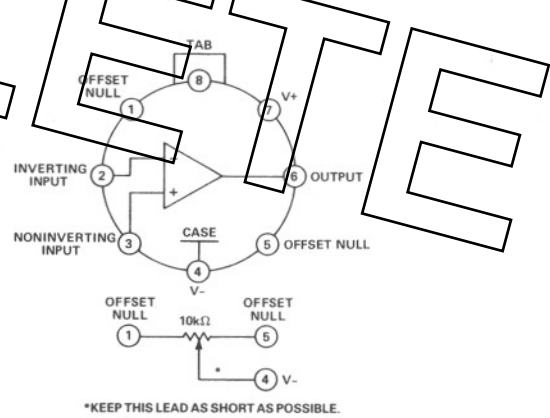 ETE
TAB
8
OFFSET
NULL
1
7
V+
INVERTING
INPUT
2
−
+
6
OUTPUT
NONINVERTING
INPUT
3
CASE
5
OFFSET NULL
4
V–
OFFSET
NULL
OFFSET
NULL
10kΩ
1
5
*
4
V–
*KEEP THIS LEAD AS SHORT AS POSSIBLE.